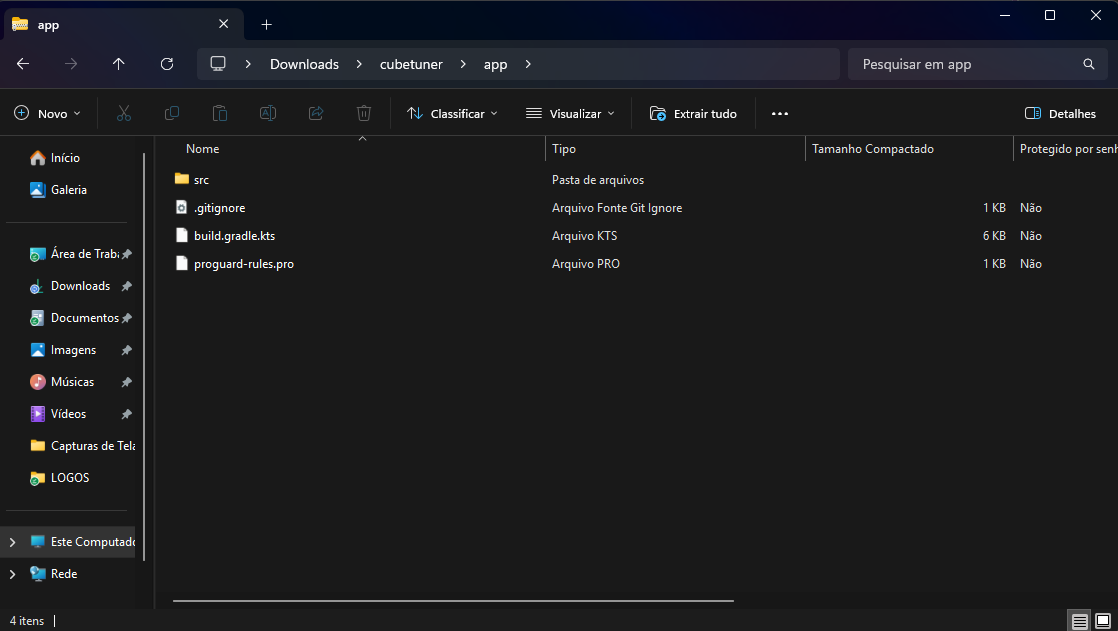 app
Downloads
cubetuner
app
Pesquisar em app
Novo
Classificar
Visualizar
Extrair tudo
Detalhes
Início
Galeria
Área de Trab
Downloads
Documentos
Imagens
Músicas
Vídeos
Capturas de Tela
LOGOS
Este Computado
Rede
Nome Tipo Tamanho Compactado Protegido por senh
src Pasta de arquivos
.gitignore Arquivo Fonte Git Ignore 1 KB Não
build.gradle.kts Arquivo KTS 6 KB Não
proguard-rules.pro Arquivo PRO 1 KB Não
4 itens